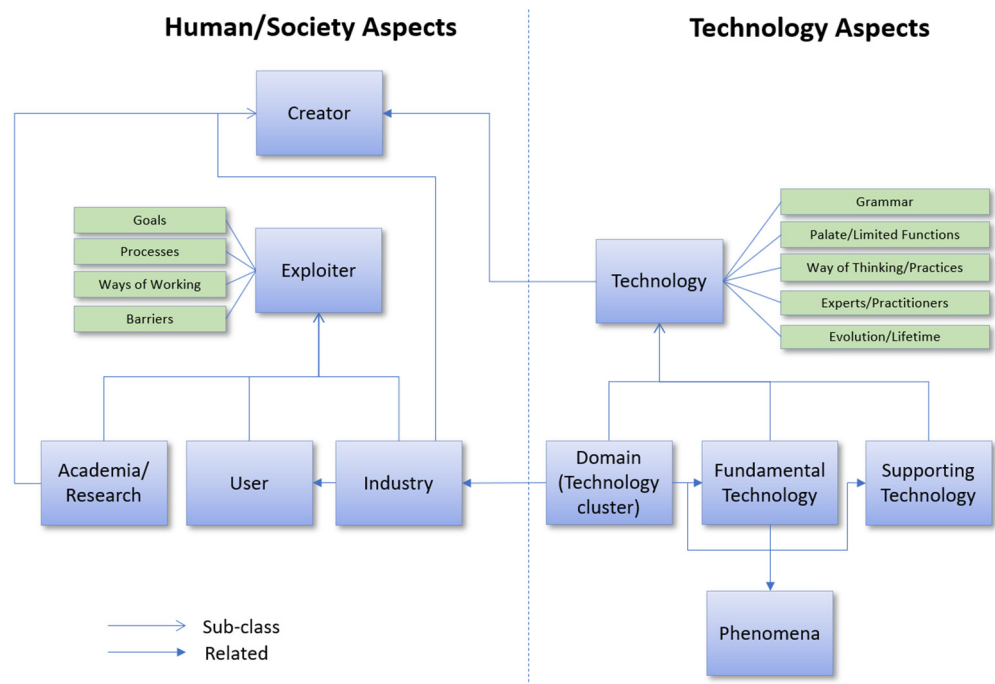 Human/Society Aspects
Technology Aspects
Creator
Goals
Processes
Ways of Working
Barriers
Exploiter
Technology
Grammar
Palate/Limited Functions
Way of Thinking/Practices
Experts/Practitioners
Evolution/Lifetime
Academia/
Research
User
Industry
Domain
(Technology
cluster)
Fundamental
Technology
Supporting
Technology
Phenomena
Sub-class
Related